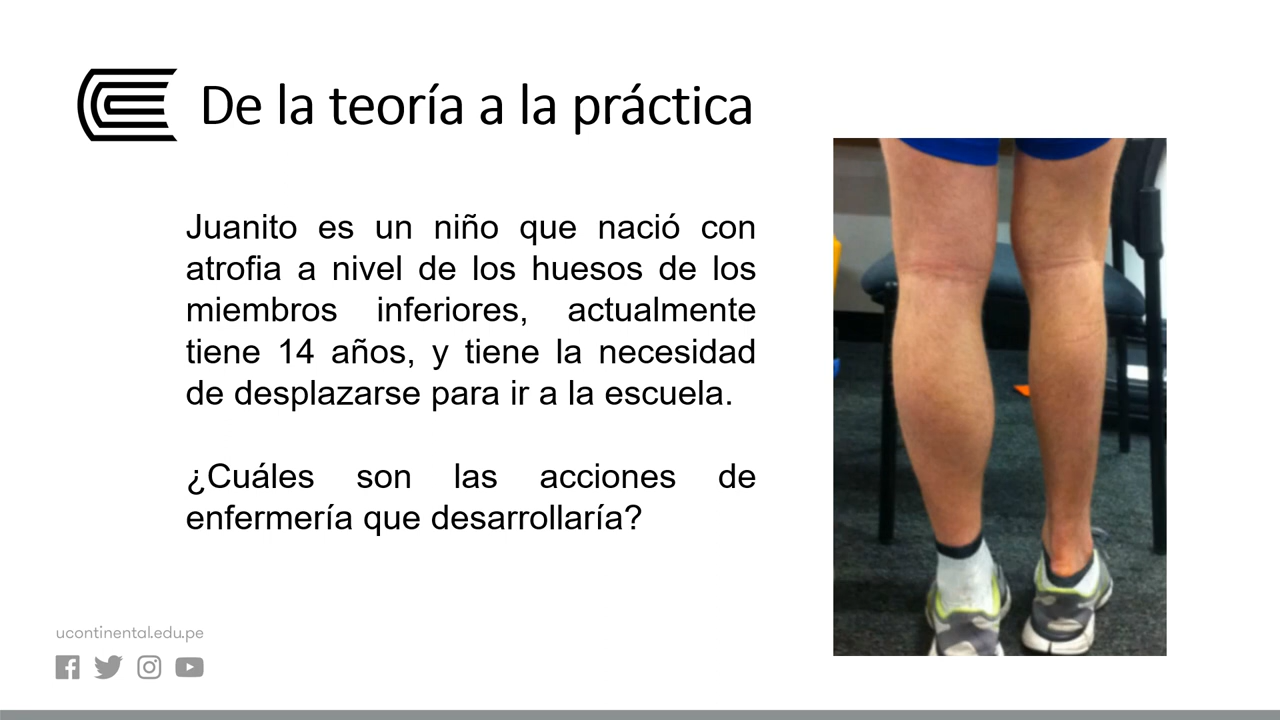 De la teoría a la práctica
Juanito es un niño que nació con
atrofia a nivel de los huesos de los
miembros inferiores, actualmente
tiene 14 años, y tiene la necesidad
de desplazarse para ir a la escuela.
¿Cuáles son las acciones de
enfermería que desarrollaría?
ucontinental.edu.pe